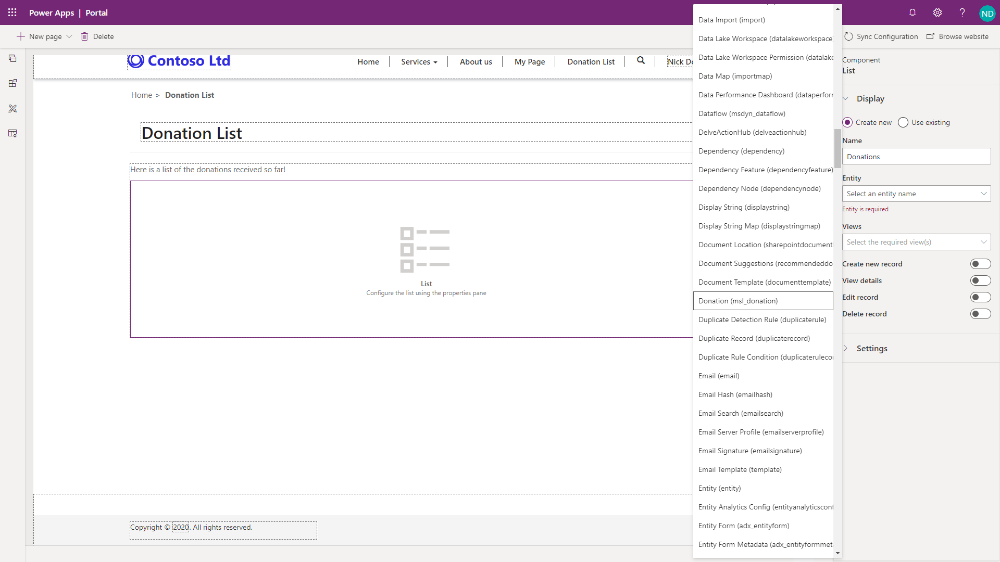 Power Apps | Portal
ND
New page
Delete
Sync Configuration
Browse website
Contoso Ltd
Home
Services
About us
My Page
Donation List
Nick Do
Home > Donation List
Donation List
Here is a list of the donations received so far!
List
Configure the list using the properties pane
Copyright © 2020. All rights reserved.
Data Import (import)
Data Lake Workspace (datalakeworkspace)
Data Lake Workspace Permission (datalake
Data Map (importmap)
Data Performance Dashboard (dataperforr
Dataflow (msdyn_dataflow)
DelveActionHub (delveactionhub)
Dependency (dependency)
Dependency Feature (dependencyfeature)
Dependency Node (dependencynode)
Display String (displaystring)
Display String Map (displaystringmap)
Document Location (sharepointdocument
Document Suggestions (recommendeddo
Document Template (documenttemplate)
Donation (msl_donation)
Duplicate Detection Rule (duplicaterule)
Duplicate Record (duplicaterecord)
Duplicate Rule Condition (duplicaterulecor
Email (email)
Email Hash (emailhash)
Email Search (emailsearch)
Email Server Profile (emailserverprofile)
Email Signature (emailsignature)
Email Template (template)
Entity (entity)
Entity Analytics Config (entityanalyticsconf
Entity Form (adx_entityform)
Entity Form Metadata (adx_entityformmeta
Component
List
Display
Create new
Use existing
Name
Donations
Entity
Select an entity name
Entity is required
Views
Select the required view(s)
Create new record
View details
Edit record
Delete record
Settings